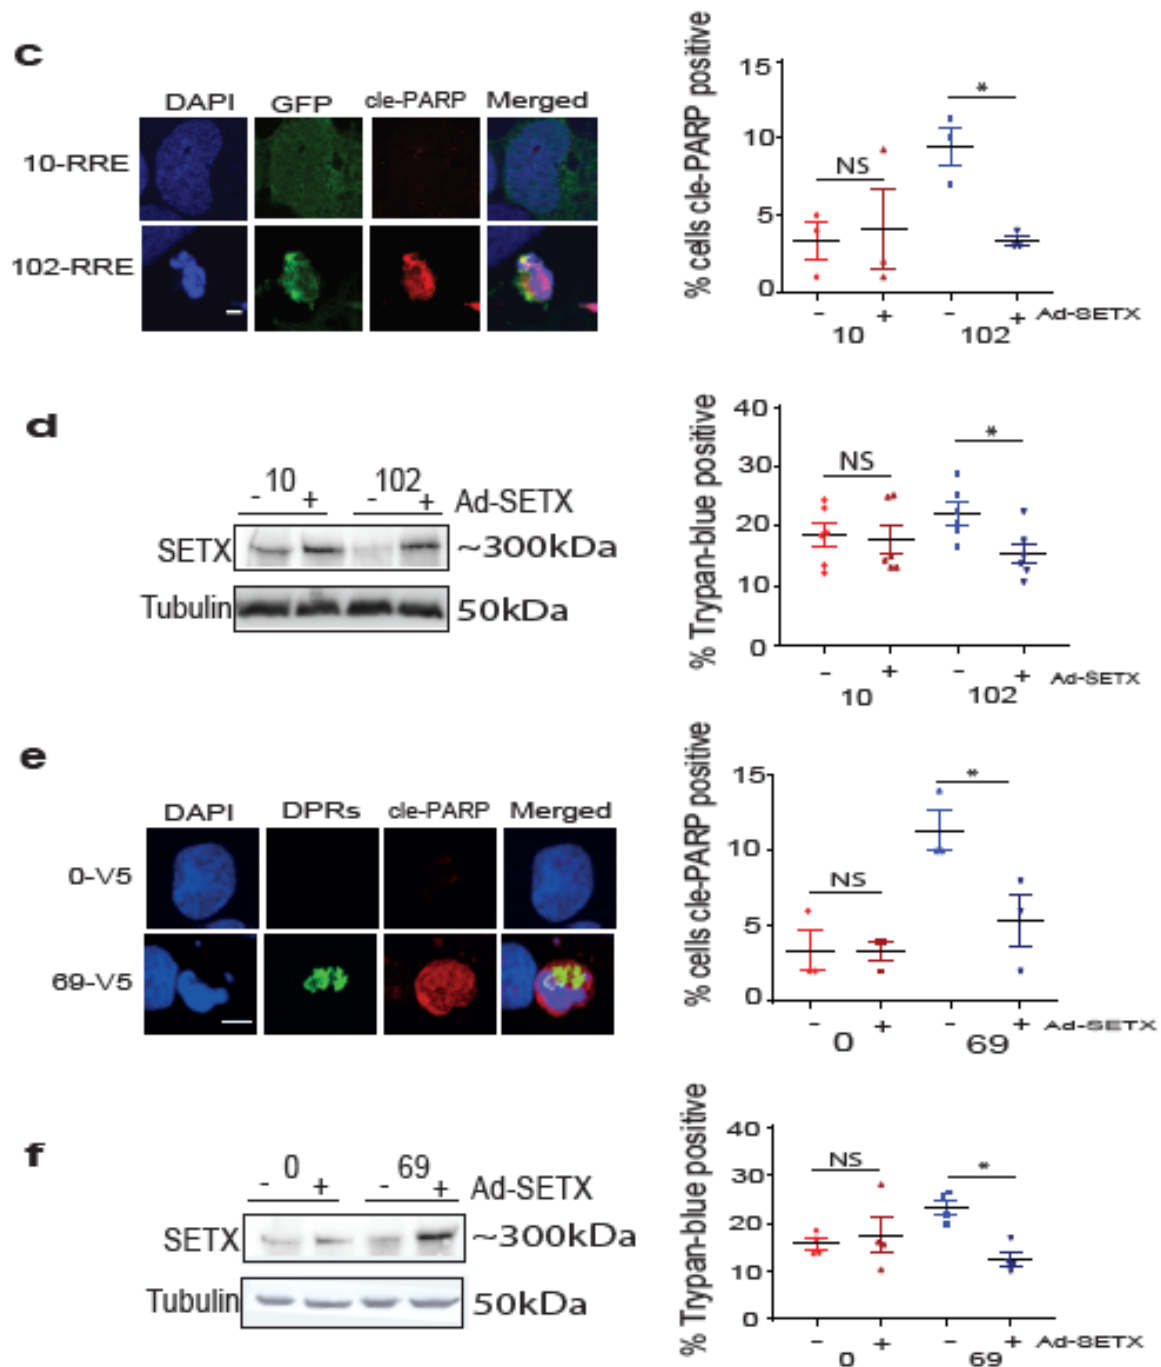 c
DAPI GFP cle-PARP Merged
10-RRE
102-RRE
% cells cle-PARP positive
15
10
5
0
NS
*
- + - + Ad-SETX
10 102
d
10 102
- + - + Ad-SETX
SETX ~300kDa
Tubulin 50kDa
% Trypan-blue positive
40
30
20
10
0
NS
*
- + - + Ad-SETX
10 102
e
DAPI DPRs cle-PARP Merged
0-V5
69-V5
% cells cle-PARP positive
15
10
5
0
NS
*
- + - + Ad-SETX
0 69
f
0 69
- + - + Ad-SETX
SETX ~300kDa
Tubulin 50kDa
% Trypan-blue positive
40
30
20
10
0
NS
*
- + - + Ad-SETX
0 69